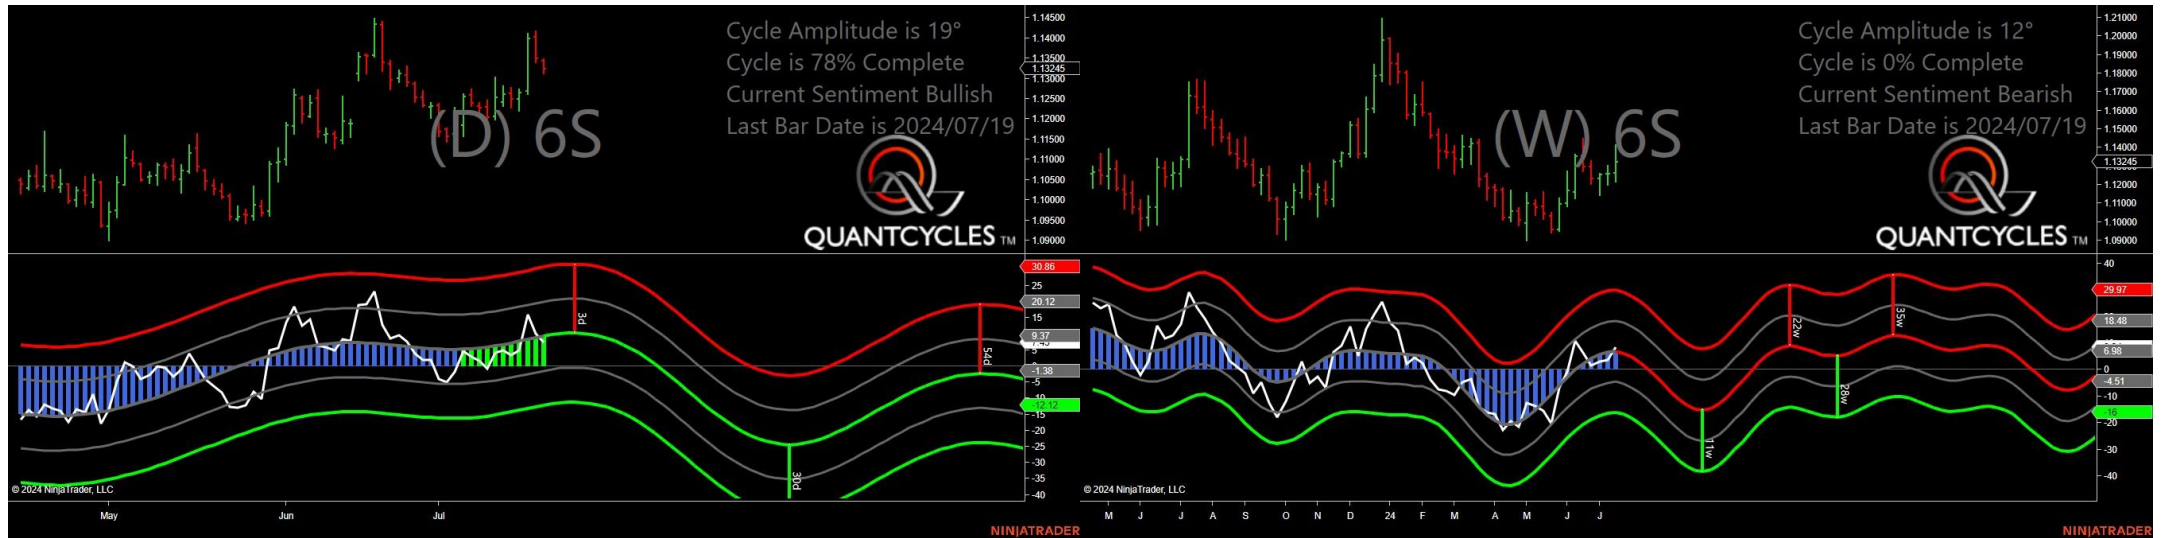 Cycle Amplitude is 19°
Cycle is 78% Complete
Current Sentiment Bullish
Last Bar Date is 2024/07/19
(D) 6S
QUANTCYCLES TM
1.14500
1.14000
1.13500
1.13245
1.13000
1.12500
1.12000
1.11500
1.11000
1.10500
1.10000
1.09500
1.09000
30.86
25
20.12
15
9.37
5
-1.38
-5
-10
-12.12
-15
-20
-25
-30
-35
-40
3d
30d
54d
© 2024 NinjaTrader, LLC
May
Jun
Jul
NINJATRADER
Cycle Amplitude is 12°
Cycle is 0% Complete
Current Sentiment Bearish
Last Bar Date is 2024/07/19
(W) 6S
QUANTCYCLES TM
1.21000
1.20000
1.19000
1.18000
1.17000
1.16000
1.15000
1.14000
1.13245
1.12000
1.11000
1.10000
1.09000
40
29.97
18.48
6.98
0
-4.51
-10
-16
-20
-30
-40
11w
22w
28w
35w
© 2024 NinjaTrader, LLC
M
J
J
A
S
O
N
D
24
F
M
A
M
J
J
NINJATRADER